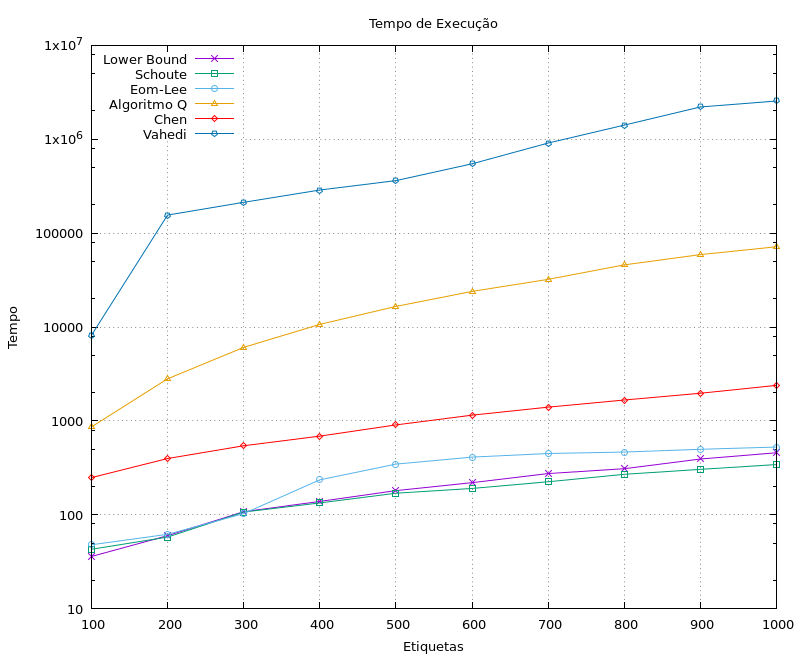 Tempo de Execução
1x10^7
Lower Bound
Schoute
Eom-Lee
Algoritmo Q
Chen
Vahedi
1x10^6
100000
Tempo
10000
1000
100
10
100 200 300 400 500 600 700 800 900 1000
Etiquetas